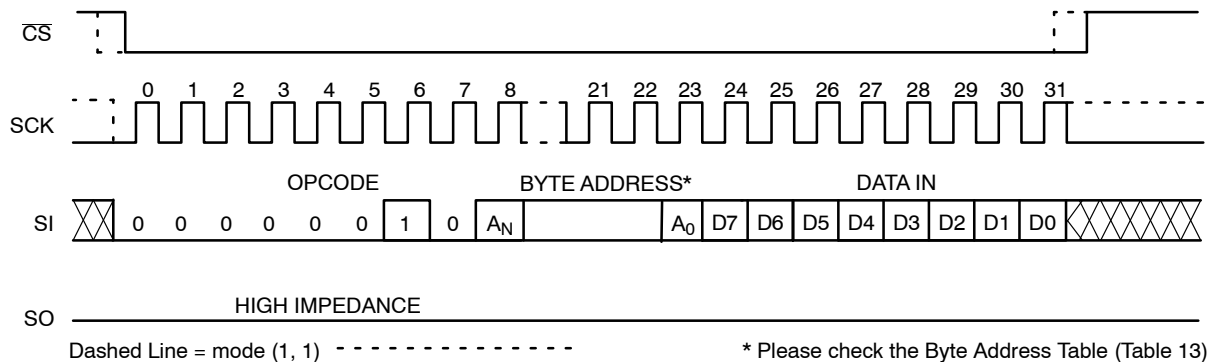 CS
0 1 2 3 4 5 6 7 8 21 22 23 24 25 26 27 28 29 30 31
SCK
OPCODE BYTE ADDRESS* DATA IN
SI 0 0 0 0 0 0 1 0 AN A0 D7 D6 D5 D4 D3 D2 D1 D0
HIGH IMPEDANCE
SO
Dashed Line = mode (1, 1) * Please check the Byte Address Table (Table 13)